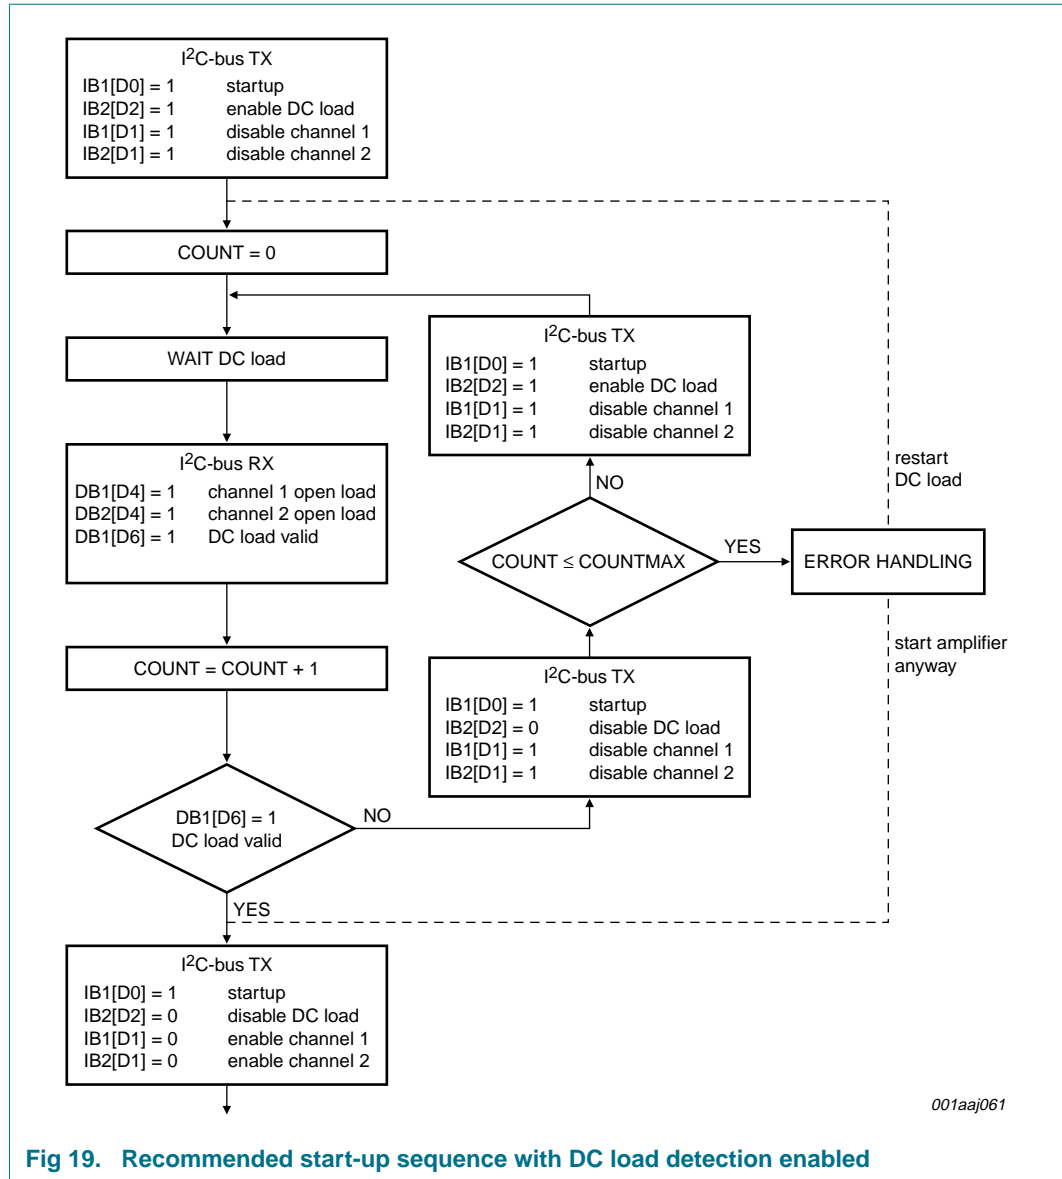 I2C-bus TX
IB1[D0] = 1 startup
IB2[D2] = 1 enable DC load
IB1[D1] = 1 disable channel 1
IB2[D1] = 1 disable channel 2
COUNT = 0
WAIT DC load
I2C-bus RX
DB1[D4] = 1 channel 1 open load
DB2[D4] = 1 channel 2 open load
DB1[D6] = 1 DC load valid
COUNT = COUNT + 1
DB1[D6] = 1
DC load valid
NO
YES
I2C-bus TX
IB1[D0] = 1 startup
IB2[D2] = 0 disable DC load
IB1[D1] = 1 disable channel 1
IB2[D1] = 1 disable channel 2
COUNT ≤ COUNTMAX
NO
YES
I2C-bus TX
IB1[D0] = 1 startup
IB2[D2] = 1 enable DC load
IB1[D1] = 1 disable channel 1
IB2[D1] = 1 disable channel 2
ERROR HANDLING
restart
DC load
start amplifier
anyway
I2C-bus TX
IB1[D0] = 1 startup
IB2[D2] = 0 disable DC load
IB1[D1] = 0 enable channel 1
IB2[D1] = 0 enable channel 2
001aaj061
Fig 19. Recommended start-up sequence with DC load detection enabled